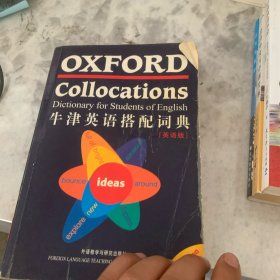 OXFORD
Collocations
Dictionary for Students of English
牛津英语搭配词典
[英语版]
bounce
ideas
around
explore
new
外语教学与研究出版
FOREIGN LANGUAGE TEACHING